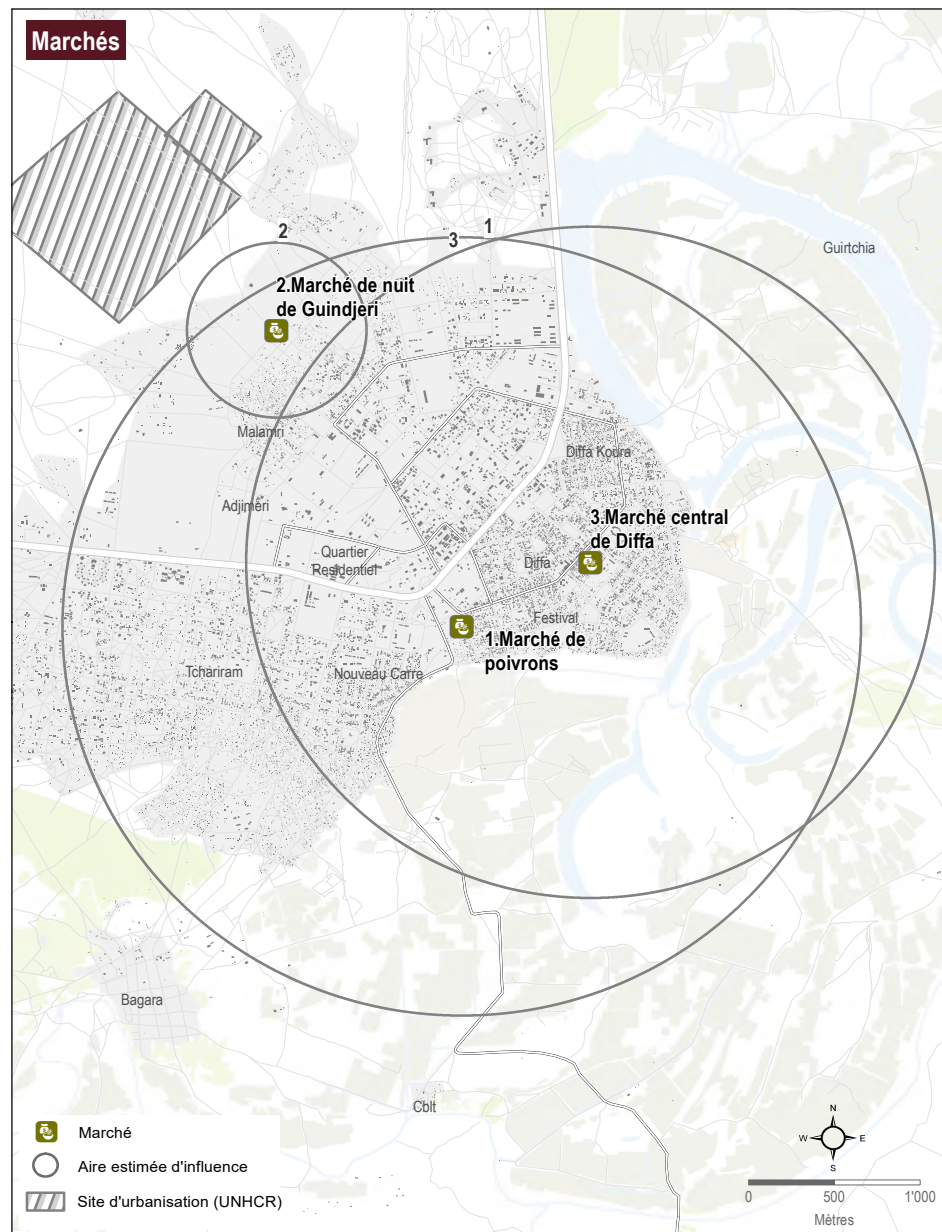 Marchés
2
1
3
Guirtchia
2.Marché de nuit
de Guindjeri
Malamri
Diffa Koura
Adjiméri
3.Marché central
de Diffa
Quartier
Residentiel
Diffa
Festival
1.Marché de
poivrons
Tchariram
Nouveau Carre
Bagara
Cblt
Marché
Aire estimée d'influence
Site d'urbanisation (UNHCR)
N
W
E
S
0
500
1'000
Mètres